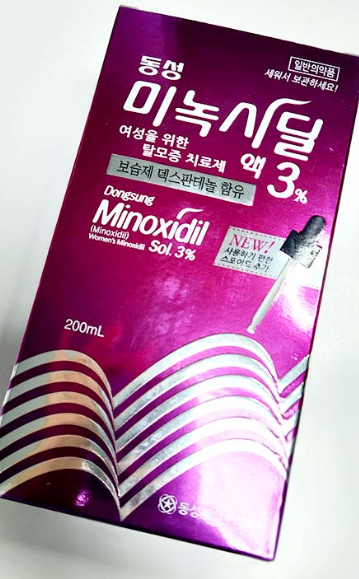 일반의약품
세워서 보관하세요!
동성
미녹시딜
여성을 위한
탈모증 치료제
액 3%
보습제 덱스판테놀 함유
Dongsung
Minoxidil
(Minoxidil)
Women's Minoxidil Sol. 3%
NEW!
사용하기 편한
스포이드 추가
200mL
동성